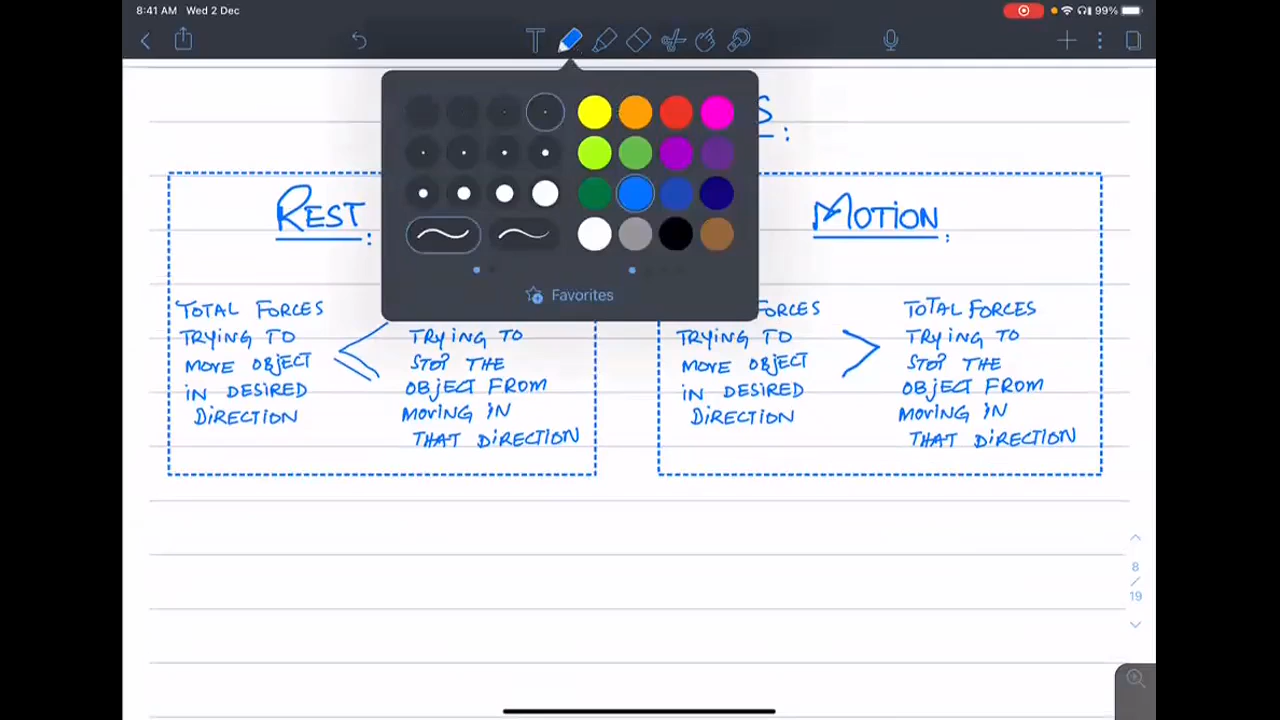 8:41 AM Wed 2 Dec
99%
T
S:
REST:
MOTION:
TOTAL FORCES
TRYING TO
MOVE OBJECT
IN DESIRED
DIRECTION
<
TRYING TO
STOP THE
OBJECT FROM
MOVING IN
THAT DIRECTION
FORCES
TRYING TO
MOVE OBJECT
IN DESIRED
DIRECTION
>
TOTAL FORCES
TRYING TO
STOP THE
OBJECT FROM
MOVING IN
THAT DIRECTION
Favorites
8
/
19